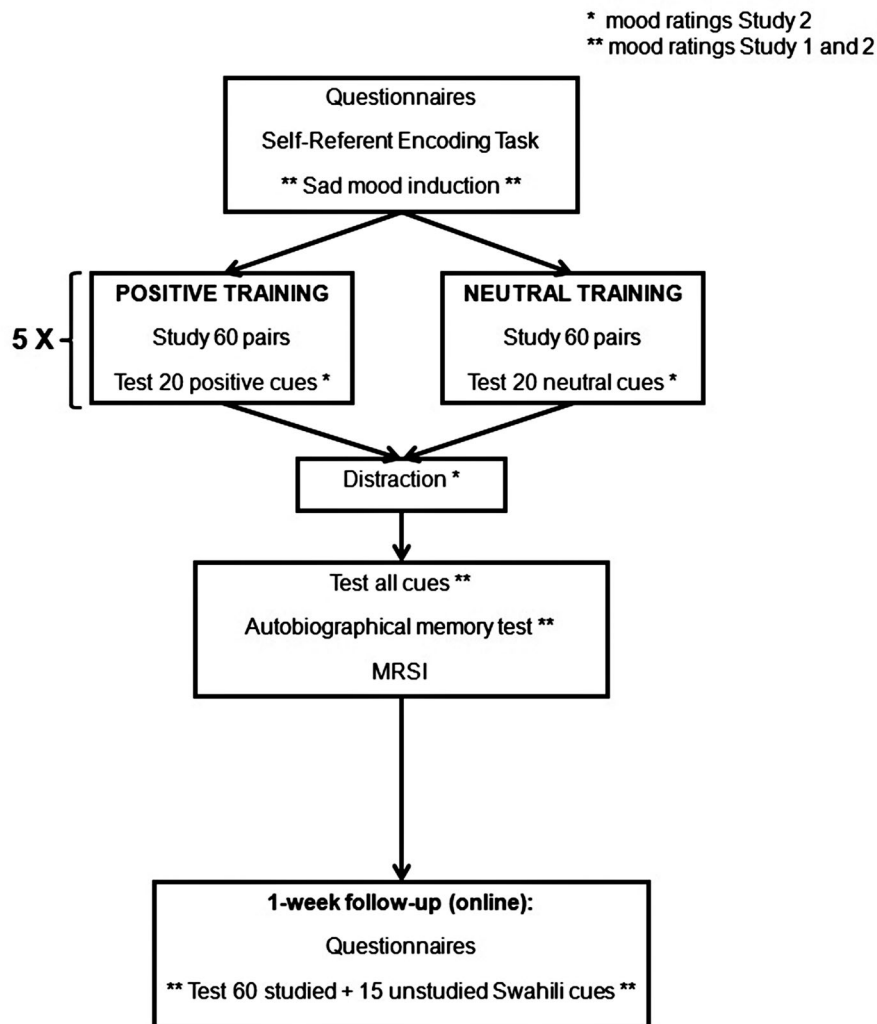 * mood ratings Study 2
** mood ratings Study 1 and 2
Questionnaires
Self-Referent Encoding Task
** Sad mood induction **
5 X
POSITIVE TRAINING
Study 60 pairs
Test 20 positive cues *
NEUTRAL TRAINING
Study 60 pairs
Test 20 neutral cues *
Distraction *
Test all cues **
Autobiographical memory test **
MRSI
1-week follow-up (online):
Questionnaires
** Test 60 studied + 15 unstudied Swahili cues **